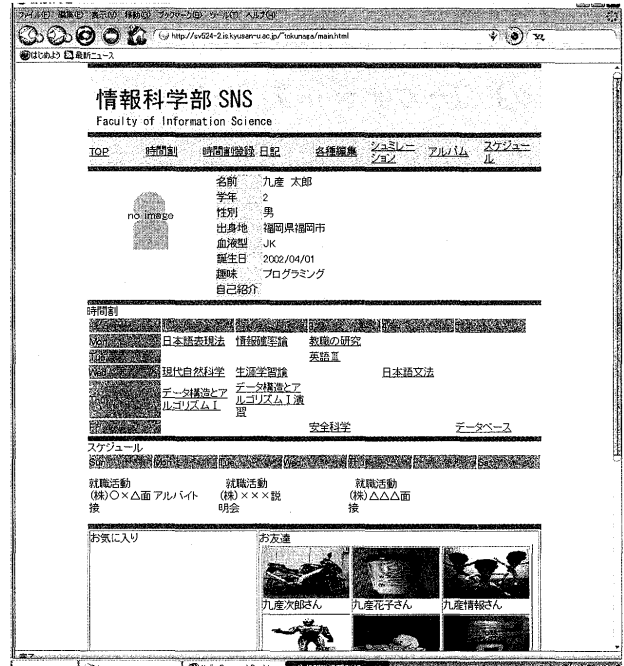 ファイル(F) 編集(E) 表示(V) 移動(G) ブックマーク(B) ツール(T) ヘルプ(H)
http://sv524-2.is.kyusan-u.ac.jp/~tokunaga/main.html
はじめよう 最新ニュース
情報科学部 SNS
Faculty of Information Science
TOP 時間割 時間割登録 日記 各種編集 シュミレーション アルバム スケジュール
no image
名前 九産 太郎
学年 2
性別 男
出身地 福岡県福岡市
血液型 JK
誕生日 2002/04/01
趣味 プログラミング
自己紹介
時間割
Mon 日本語表現法 情報確率論 教職の研究
Tue 英語Ⅱ
Wed 現代自然科学 生涯学習論 日本語文法
データ構造とアルゴリズムⅠ データ構造とアルゴリズムⅠ演習
安全科学 データベース
スケジュール
Sun Mon Tue Wed
就職活動 就職活動 就職活動
(株)○×△面 アルバイト (株)×××説 (株)△△△面
接 明会 接
お気に入り お友達
九産次郎さん 九産花子さん 九産情報さん
完了